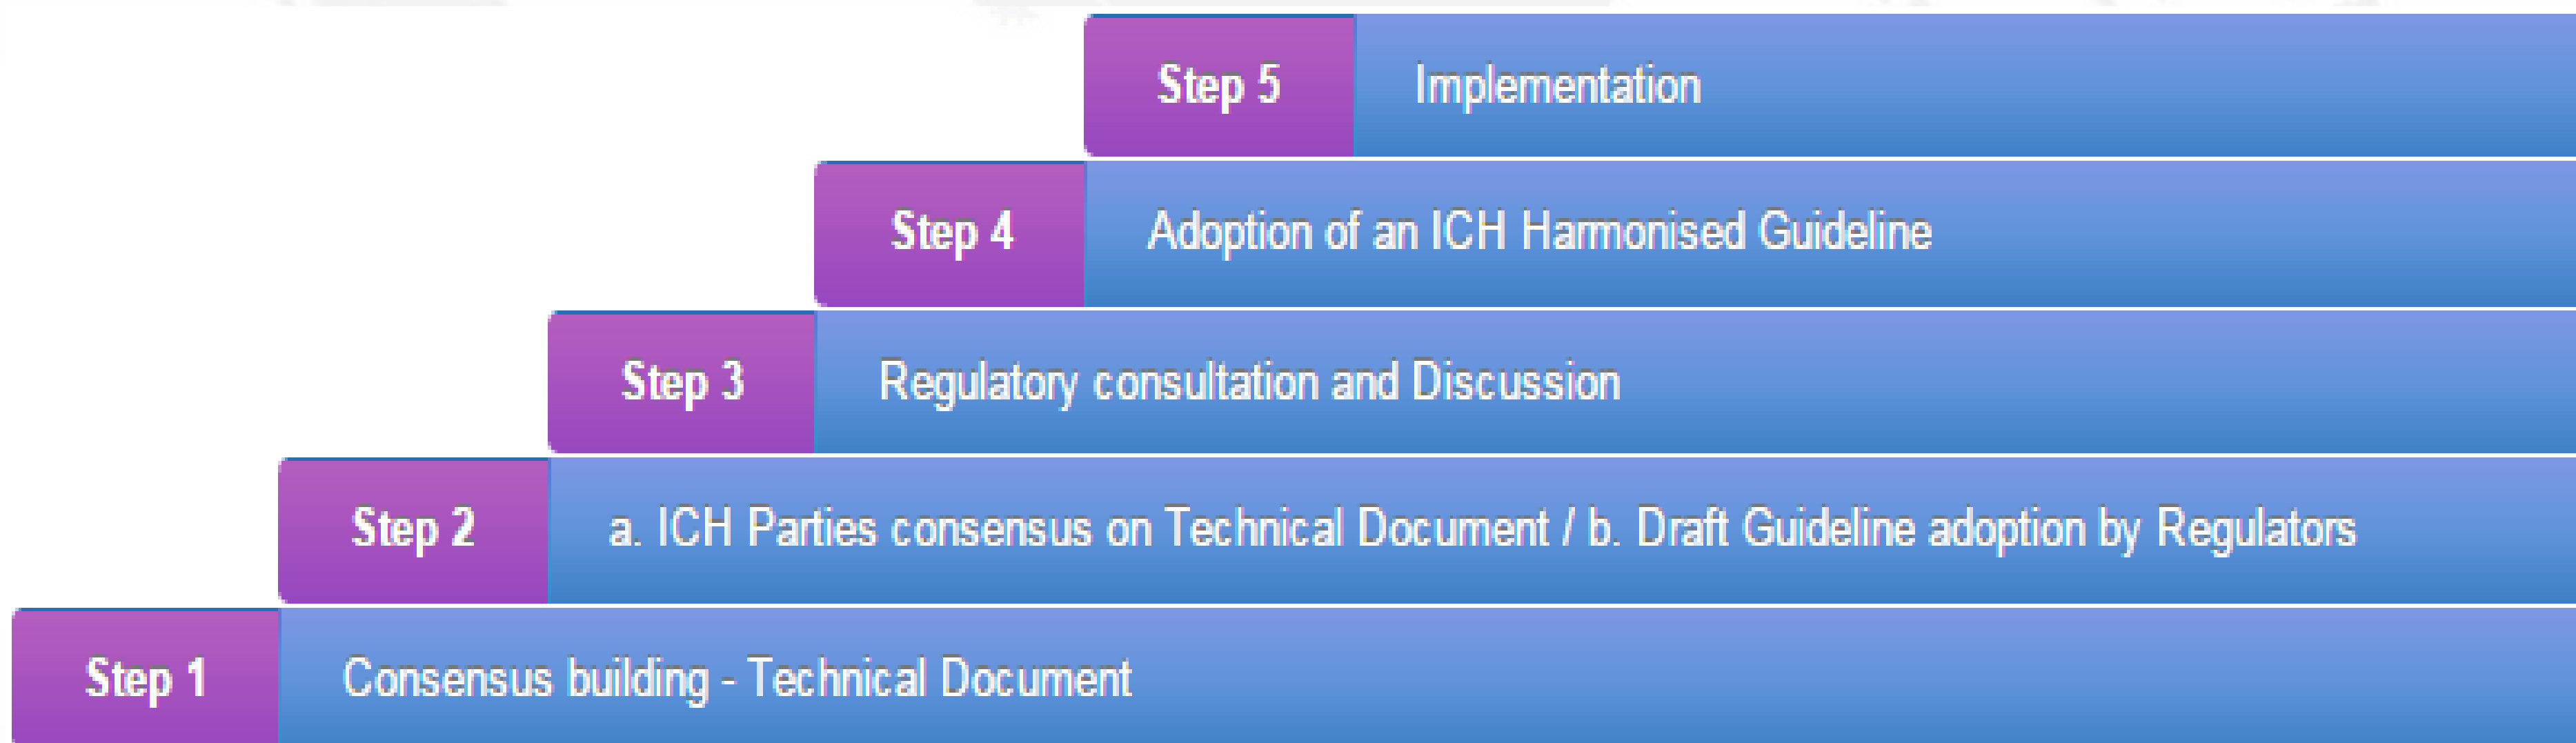 Step 5 Implementation
Step 4 Adoption of an ICH Harmonised Guideline
Step 3 Regulatory consultation and Discussion
Step 2 a. ICH Parties consensus on Technical Document / b. Draft Guideline adoption by Regulators
Step 1 Consensus building - Technical Document